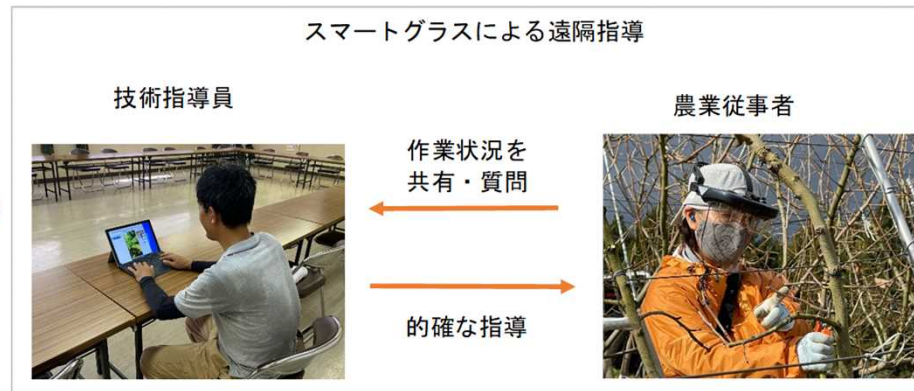 スマートグラスによる遠隔指導
技術指導員
農業従事者
作業状況を
共有・質問
的確な指導